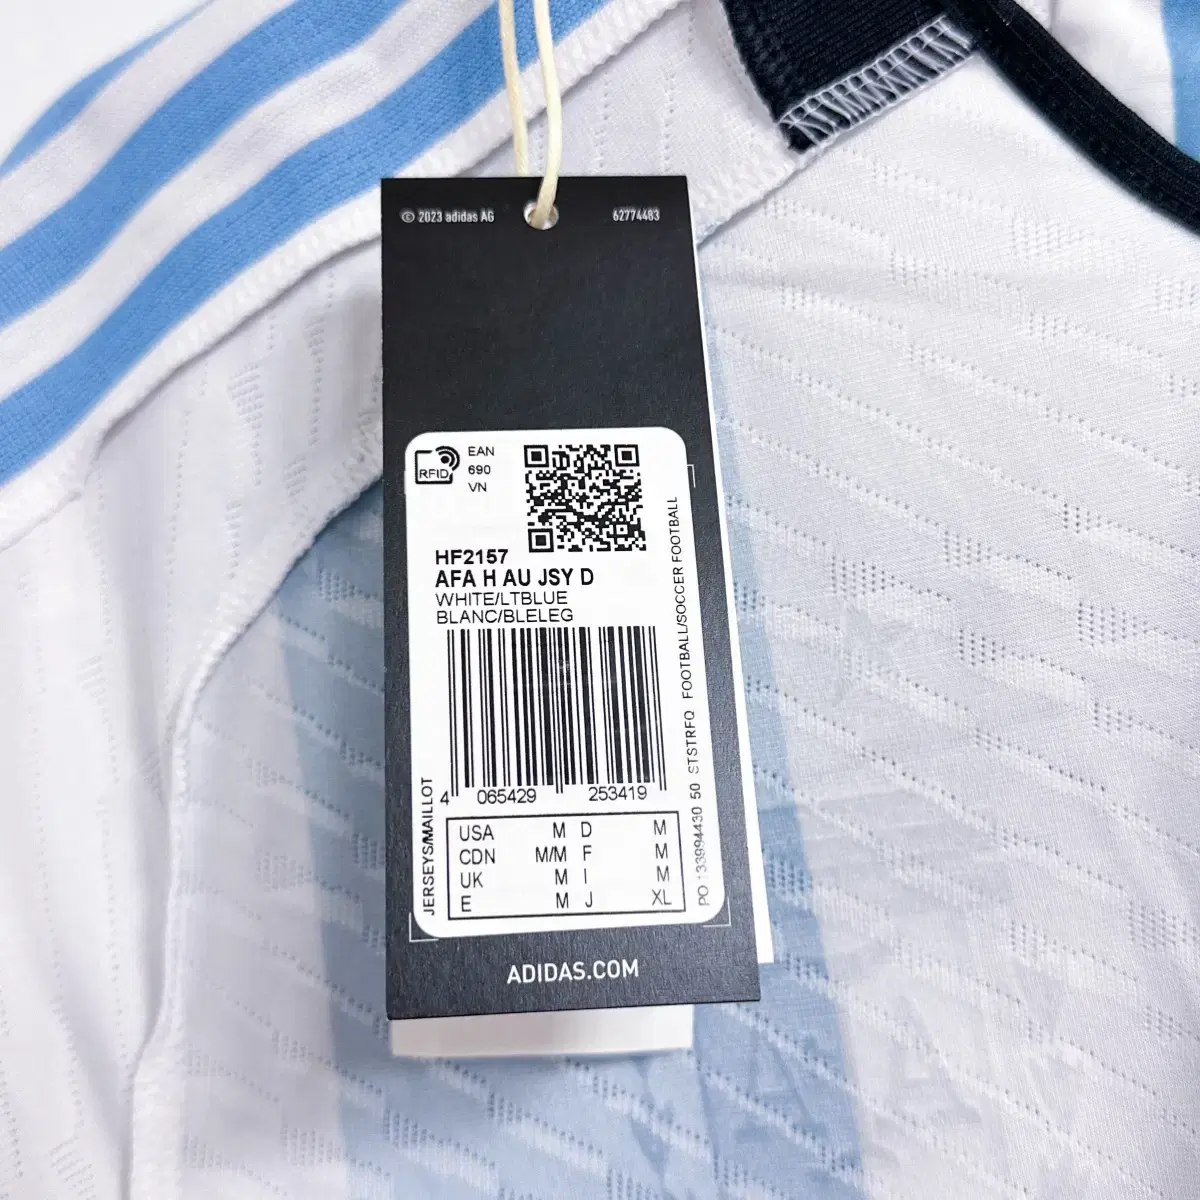 © 2023 adidas AG
62774483
RFID
EAN
690
VN
HF2157
AFA H AU JSY D
WHITE/LTBLUE
BLANC/BLELEG
4 065429 253419
JERSEYS/MAILLOT
PO 133994430 50 STSTRFQ FOOTBALL/SOCCER FOOTBALL
USA M D M
CDN M/M F M
UK M I M
E M J XL
ADIDAS.COM